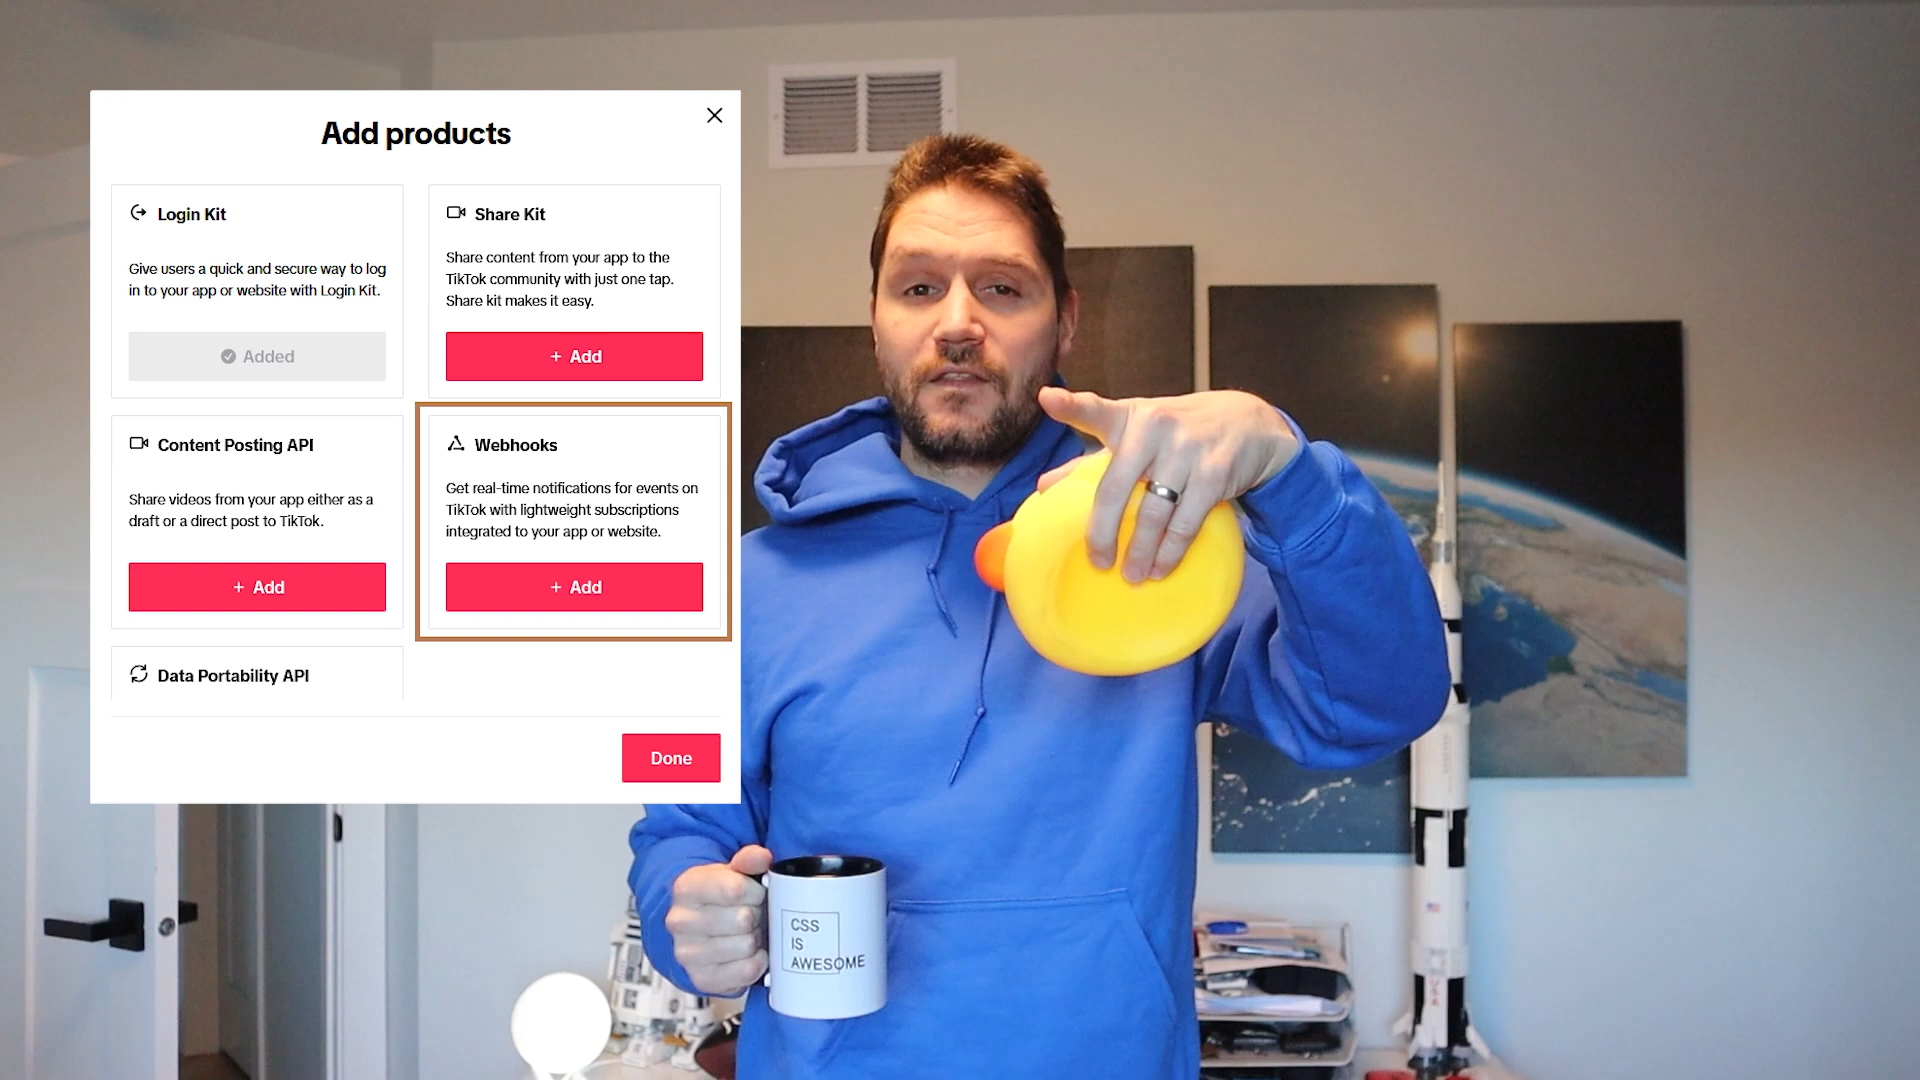 Add products
Login Kit
Give users a quick and secure way to log
in to your app or website with Login Kit.
Added
Share Kit
Share content from your app to the
TikTok community with just one tap.
Share kit makes it easy.
+ Add
Content Posting API
Share videos from your app either as a
draft or a direct post to TikTok.
+ Add
Webhooks
Get real-time notifications for events on
TikTok with lightweight subscriptions
integrated to your app or website.
+ Add
Data Portability API
Done
CSS
IS
AWESOME